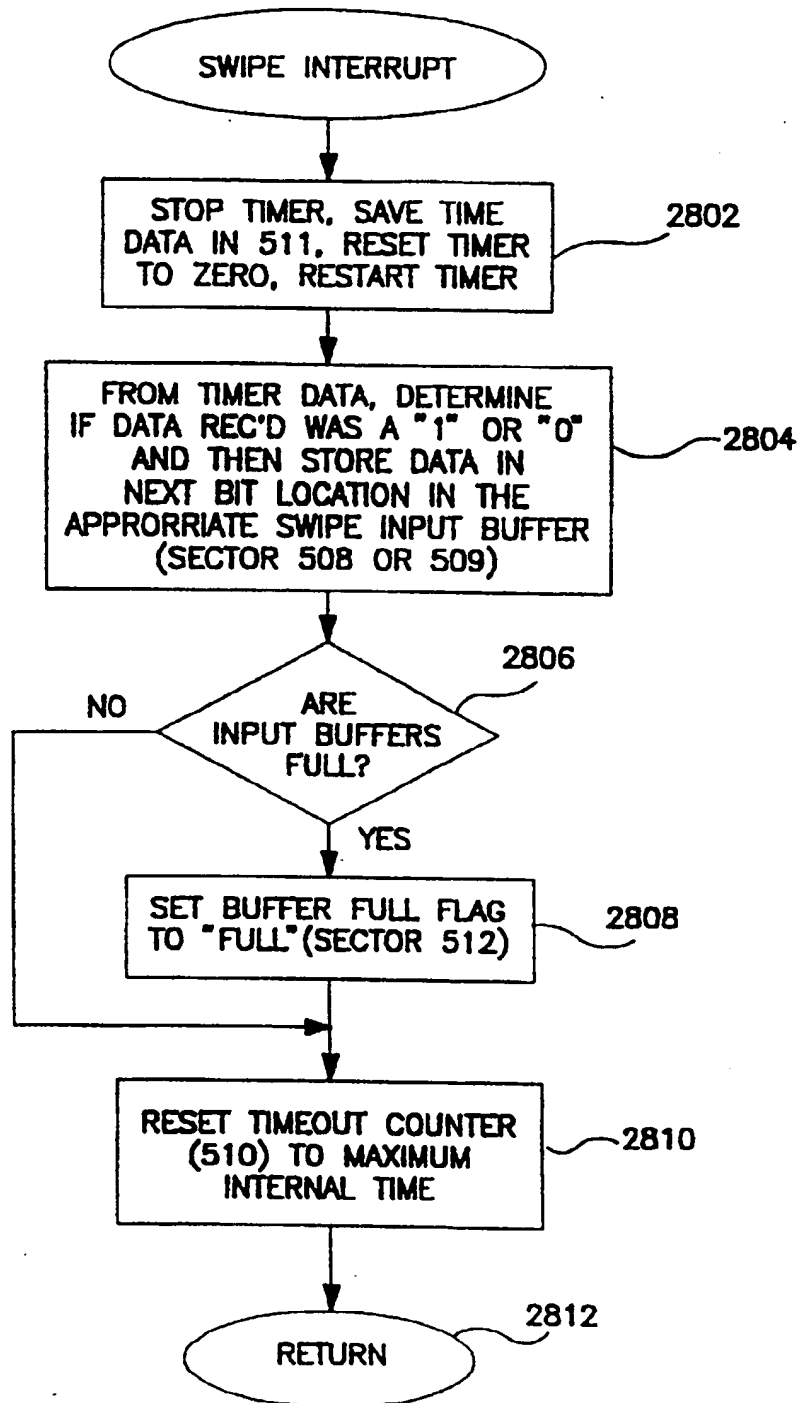 SWIPE INTERRUPT
STOP TIMER, SAVE TIME
DATA IN 511, RESET TIMER
TO ZERO, RESTART TIMER
2802
FROM TIMER DATA, DETERMINE
IF DATA REC'D WAS A "1" OR "0"
AND THEN STORE DATA IN
NEXT BIT LOCATION IN THE
APPRORRIATE SWIPE INPUT BUFFER
(SECTOR 508 OR 509)
2804
2806
NO
ARE
INPUT BUFFERS
FULL?
YES
SET BUFFER FULL FLAG
TO "FULL"(SECTOR 512)
2808
RESET TIMEOUT COUNTER
(510) TO MAXIMUM
INTERNAL TIME
2810
2812
RETURN